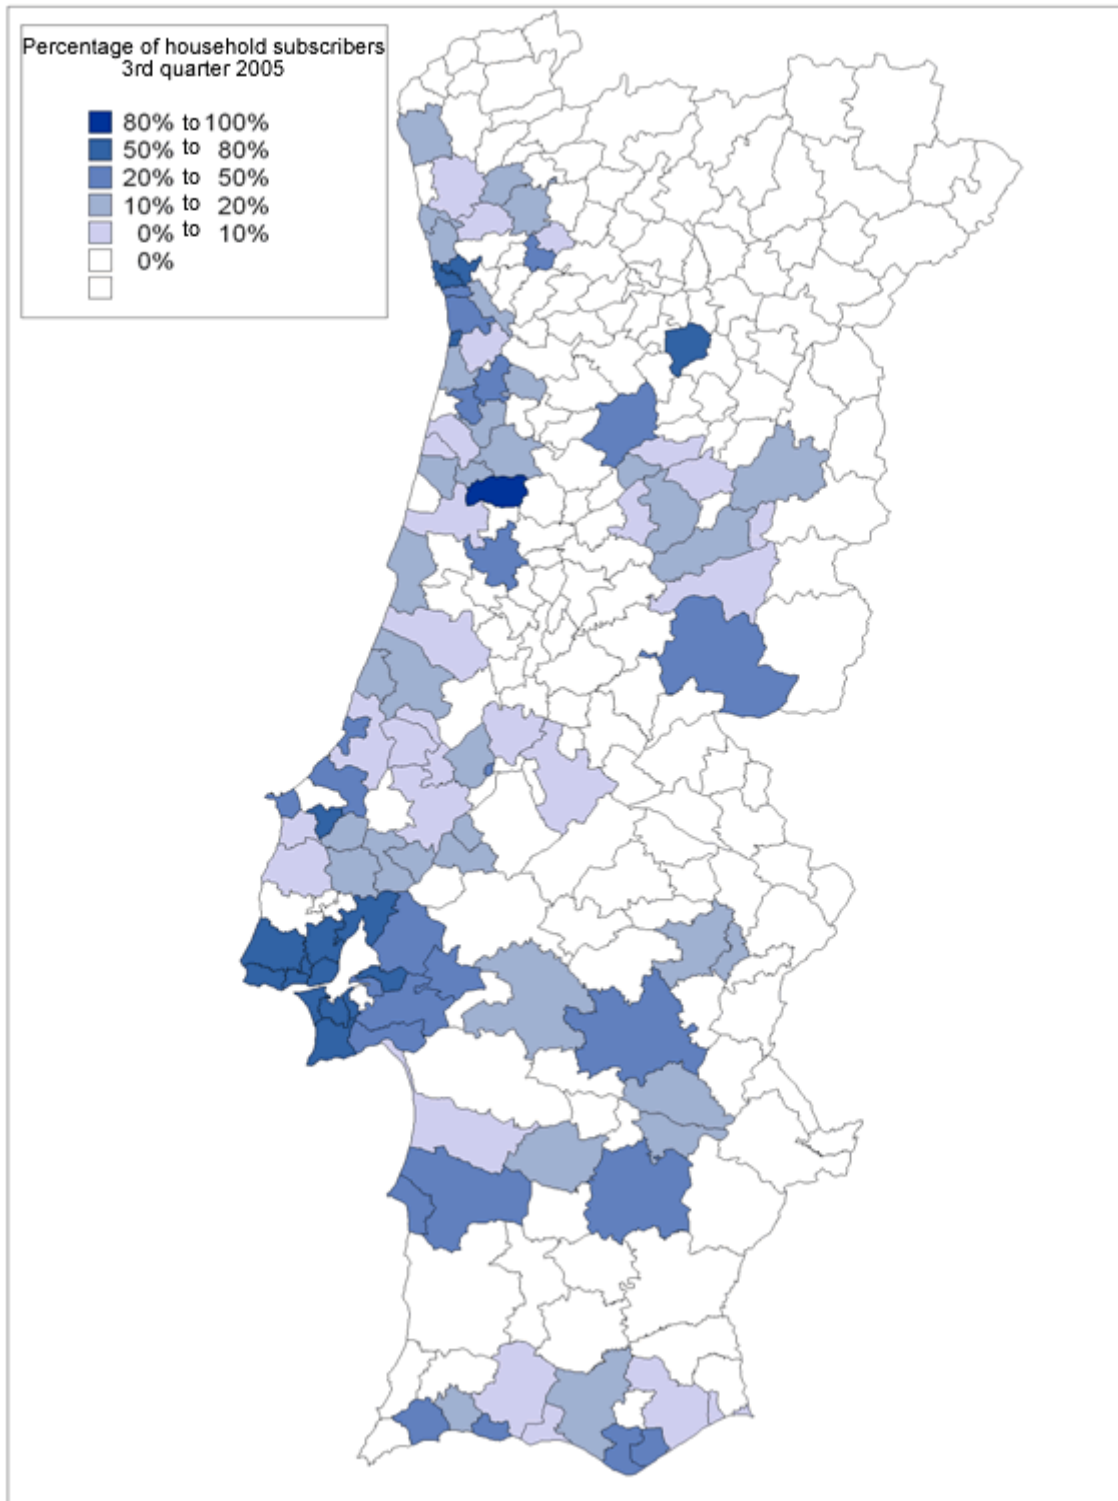 Percentage of household subscribers
3rd quarter 2005
80% to 100%
50% to 80%
20% to 50%
10% to 20%
0% to 10%
0%